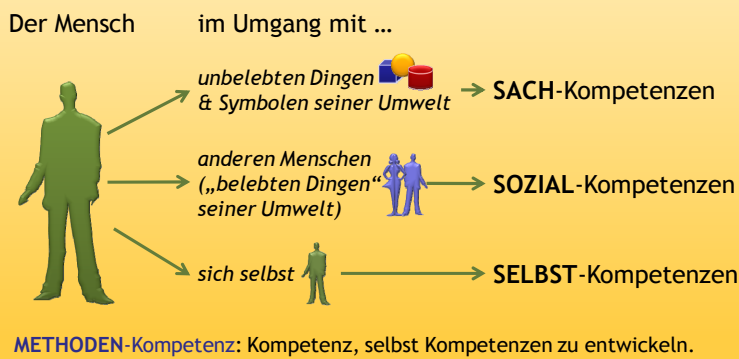 Der Mensch im Umgang mit …
unbelebten Dingen
& Symbolen seiner Umwelt
SACH-Kompetenzen
anderen Menschen
(„belebten Dingen“
seiner Umwelt)
SOZIAL-Kompetenzen
sich selbst
SELBST-Kompetenzen
METHODEN-Kompetenz: Kompetenz, selbst Kompetenzen zu entwickeln.